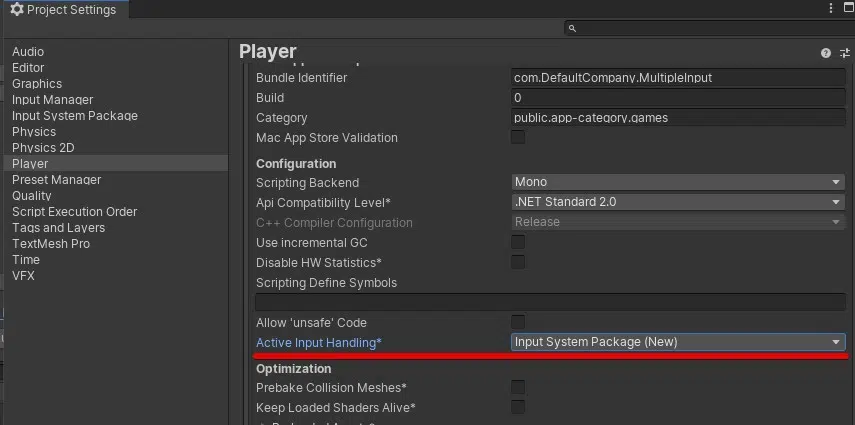 Project Settings
Audio
Editor
Graphics
Input Manager
Input System Package
Physics
Physics 2D
Player
Preset Manager
Quality
Script Execution Order
Tags and Layers
TextMesh Pro
Time
VFX
Player
Bundle Identifier com.DefaultCompany.MultipleInput
Build 0
Category public.app-category.games
Mac App Store Validation
Configuration
Scripting Backend Mono
Api Compatibility Level* .NET Standard 2.0
C++ Compiler Configuration Release
Use incremental GC
Disable HW Statistics*
Scripting Define Symbols
Allow 'unsafe' Code
Active Input Handling* Input System Package (New)
Optimization
Prebake Collision Meshes*
Keep Loaded Shaders Alive*